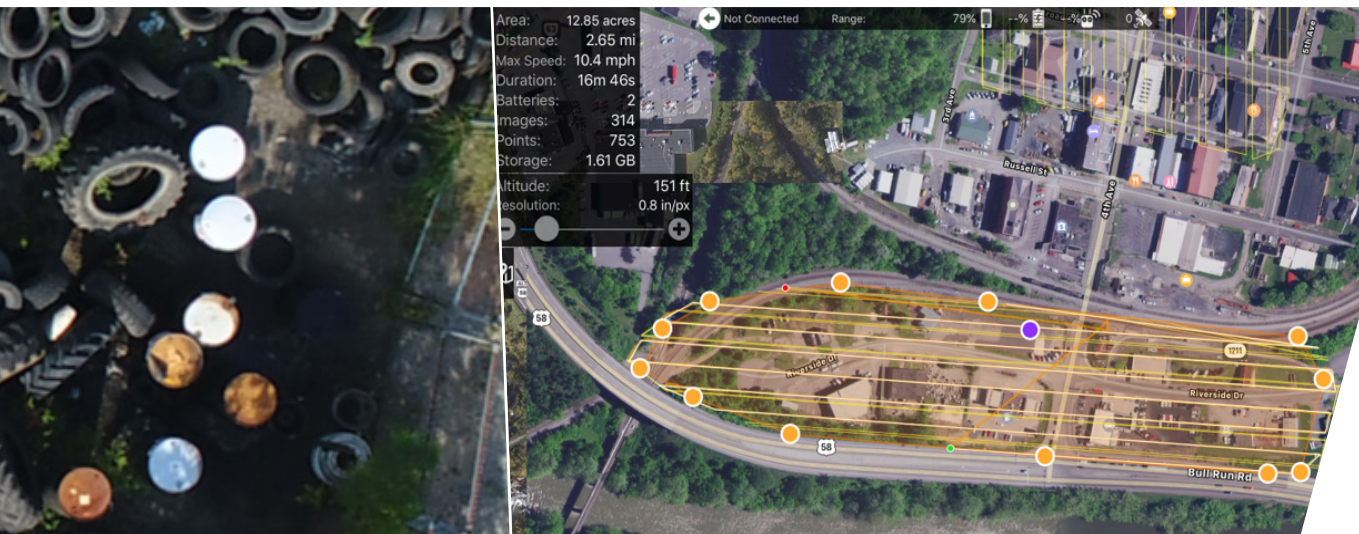 Area: 12.85 acres
Distance: 2.65 mi
Max Speed: 10.4 mph
Duration: 16m 46s
Batteries: 2
Images: 314
Points: 753
Storage: 1.61 GB
Altitude: 151 ft
esolution: 0.8 in/px
Not Connected Range: 79% --% --% 0
5th Ave
3rd Ave
Russell St
4th Ave
58
1211
Riverside Dr
Riverside Dr
58
Bull Run Rd